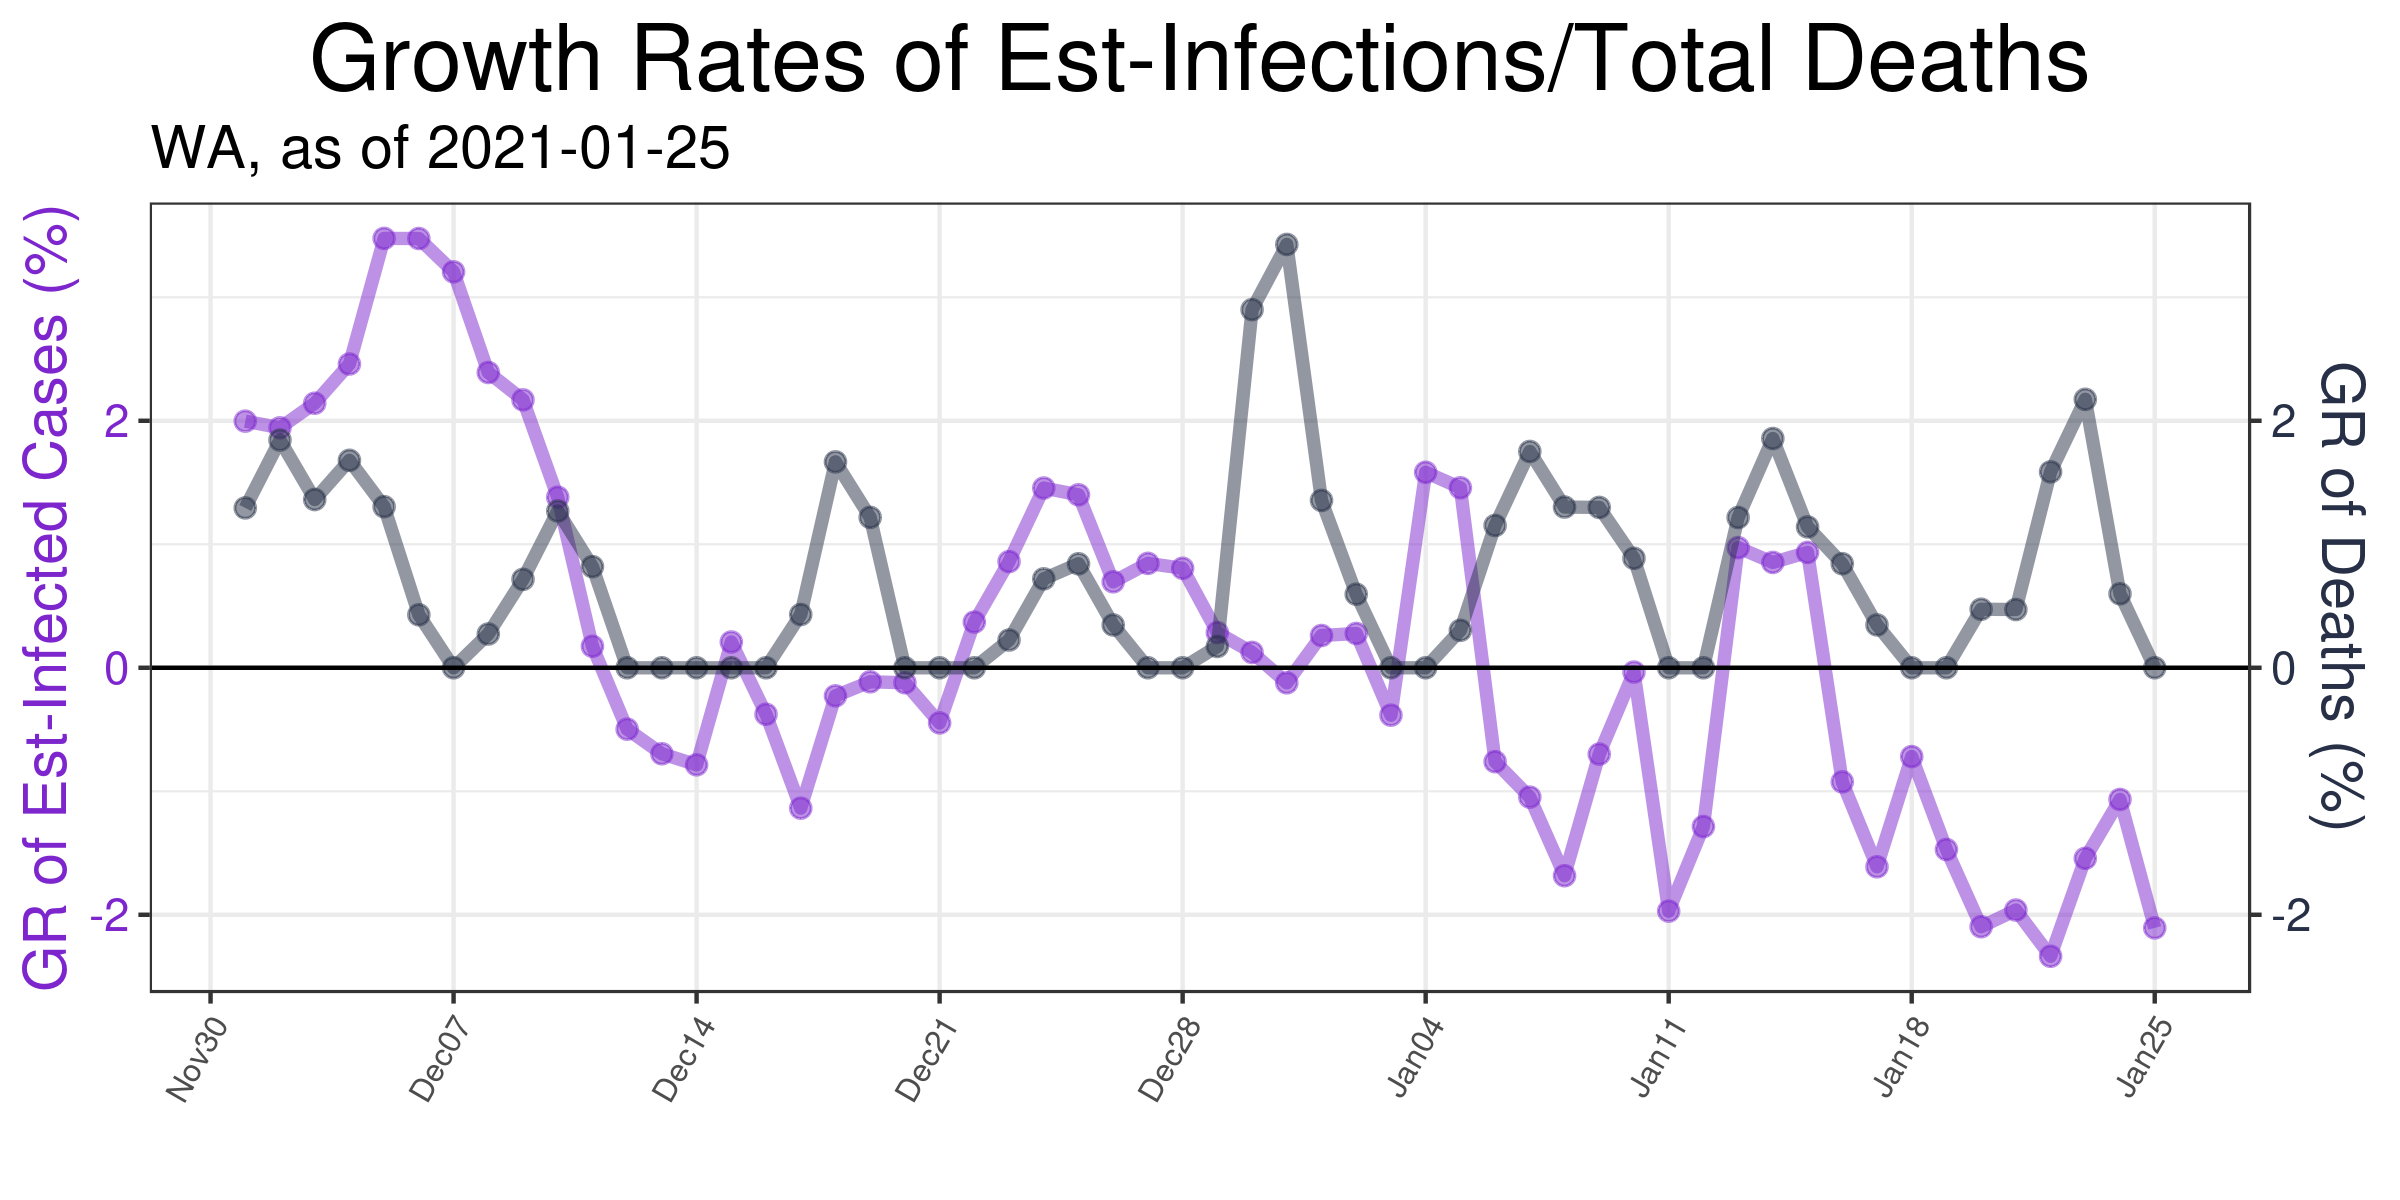 Growth Rates of Est-Infections/Total Deaths
WA, as of 2021-01-25
GR of Est-Infected Cases (%)
2
0
-2
2
0
-2
GR of Deaths (%)
Nov30
Dec07
Dec14
Dec21
Dec28
Jan04
Jan11
Jan18
Jan25